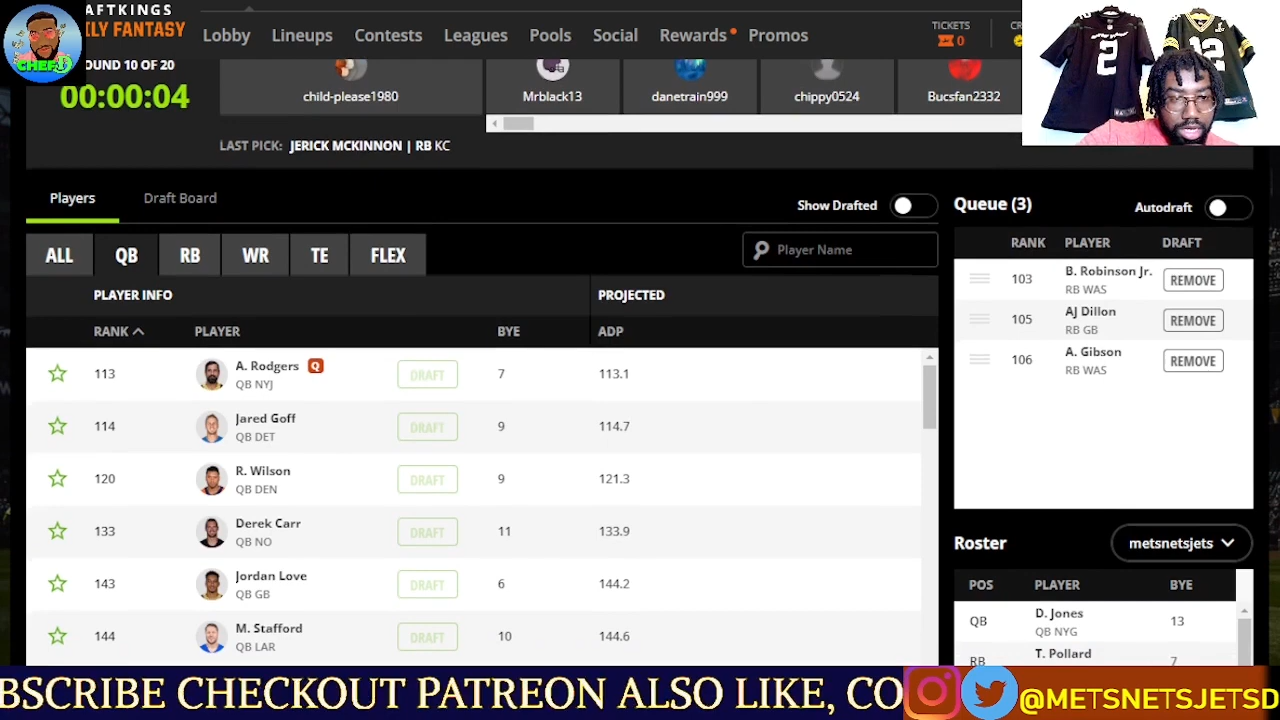 AFTKINGS
KLY FANTASY
CHEF
Lobby
Lineups
Contests
Leagues
Pools
Social
Rewards
Promos
TICKETS
0
OUND 10 OF 20
00:00:04
child-please1980
Mrblack13
danetrain999
chippy0524
Bucsfan2332
LAST PICK: JERICK MCKINNON | RB KC
2
12
Players
Draft Board
Show Drafted
Queue (3)
Autodraft
ALL
QB
RB
WR
TE
FLEX
Player Name
RANK PLAYER DRAFT
103 B. Robinson Jr. REMOVE
RB WAS
105 AJ Dillon REMOVE
RB GB
106 A. Gibson REMOVE
RB WAS
PLAYER INFO PROJECTED
RANK PLAYER BYE ADP
113 A. Rodgers Q DRAFT 7 113.1
QB NYJ
114 Jared Goff DRAFT 9 114.7
QB DET
120 R. Wilson DRAFT 9 121.3
QB DEN
133 Derek Carr DRAFT 11 133.9
QB NO
143 Jordan Love DRAFT 6 144.2
QB GB
144 M. Stafford DRAFT 10 144.6
QB LAR
Roster
metsnetsjets
POS PLAYER BYE
QB D. Jones 13
QB NYG
RB T. Pollard 7
BSCRIBE CHECKOUT PATREON ALSO LIKE, CO
@METSNETSJETSD